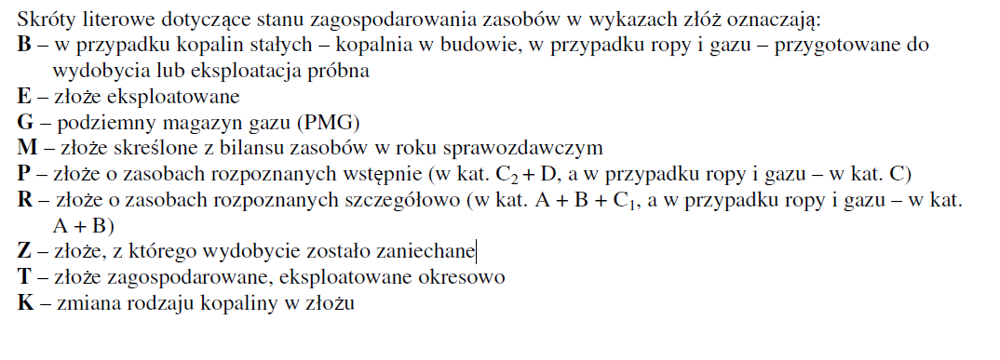 Skróty literowe dotyczące stanu zagospodarowania zasobów w wykazach złóż oznaczają:
B – w przypadku kopalin stałych – kopalnia w budowie, w przypadku ropy i gazu – przygotowane do
wydobycia lub eksploatacja próbna
E – złoże eksploatowane
G – podziemny magazyn gazu (PMG)
M – złoże skreślone z bilansu zasobów w roku sprawozdawczym
P – złoże o zasobach rozpoznanych wstępnie (w kat. C₂ + D, a w przypadku ropy i gazu – w kat. C)
R – złoże o zasobach rozpoznanych szczegółowo (w kat. A + B + C₁, a w przypadku ropy i gazu – w kat.
A + B)
Z – złoże, z którego wydobycie zostało zaniechane
T – złoże zagospodarowane, eksploatowane okresowo
K – zmiana rodzaju kopaliny w złożu